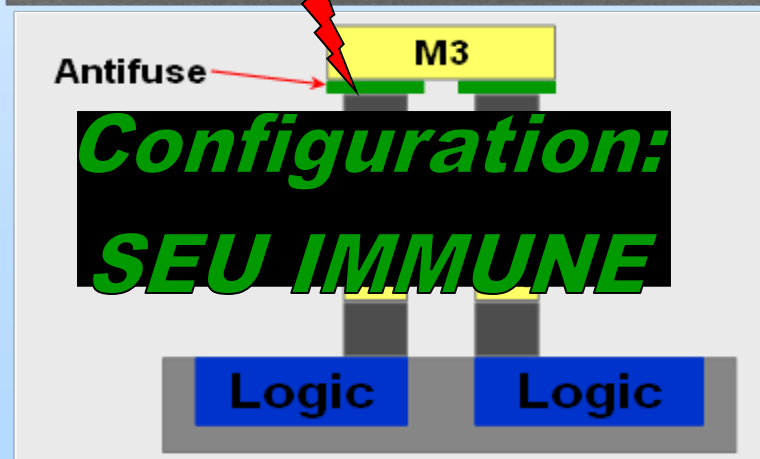 M3
Antifuse
Configuration:
SEU IMMUNE
Logic Logic